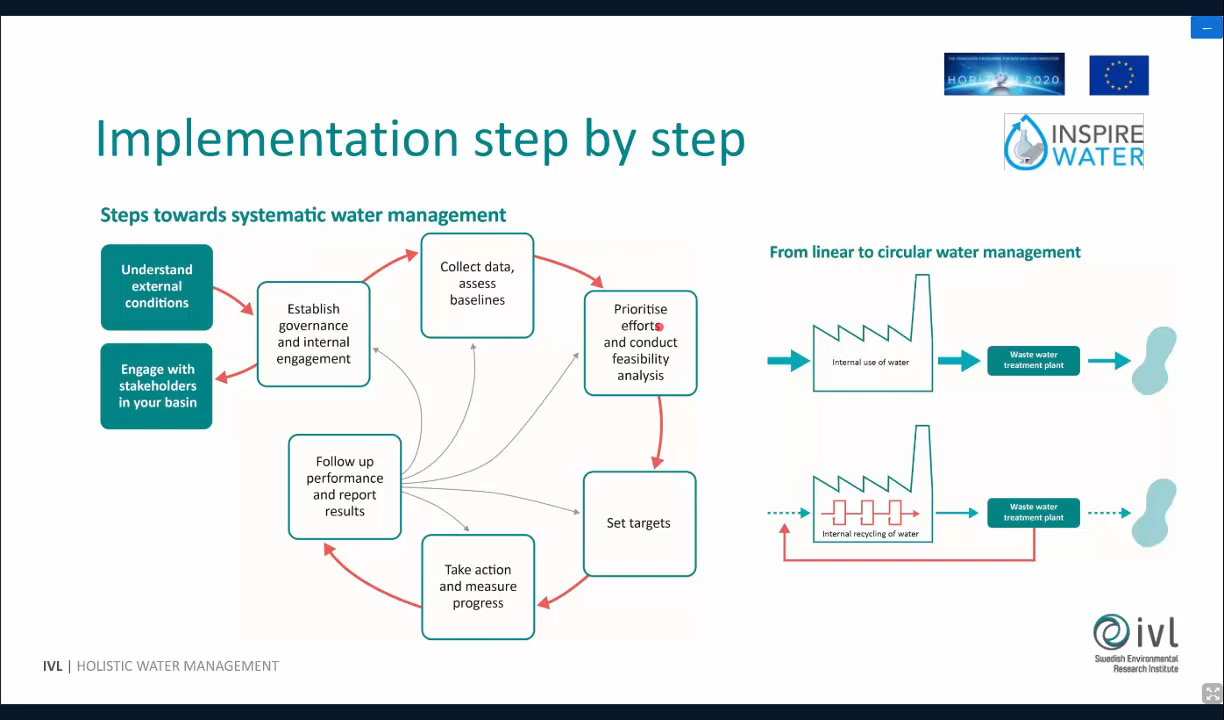 HORIZON 2020
INSPIRE
WATER
Implementation step by step
Steps towards systematic water management
Understand
external
conditions
Engage with
stakeholders
in your basin
Establish
governance
and internal
engagement
Collect data,
assess
baselines
Prioritise
efforts
and conduct
feasibility
analysis
Set targets
Take action
and measure
progress
Follow up
performance
and report
results
From linear to circular water management
Internal use of water
Waste water
treatment plant
Internal recycling of water
Waste water
treatment plant
IVL | HOLISTIC WATER MANAGEMENT
ivl
Swedish Environmental
Research Institute